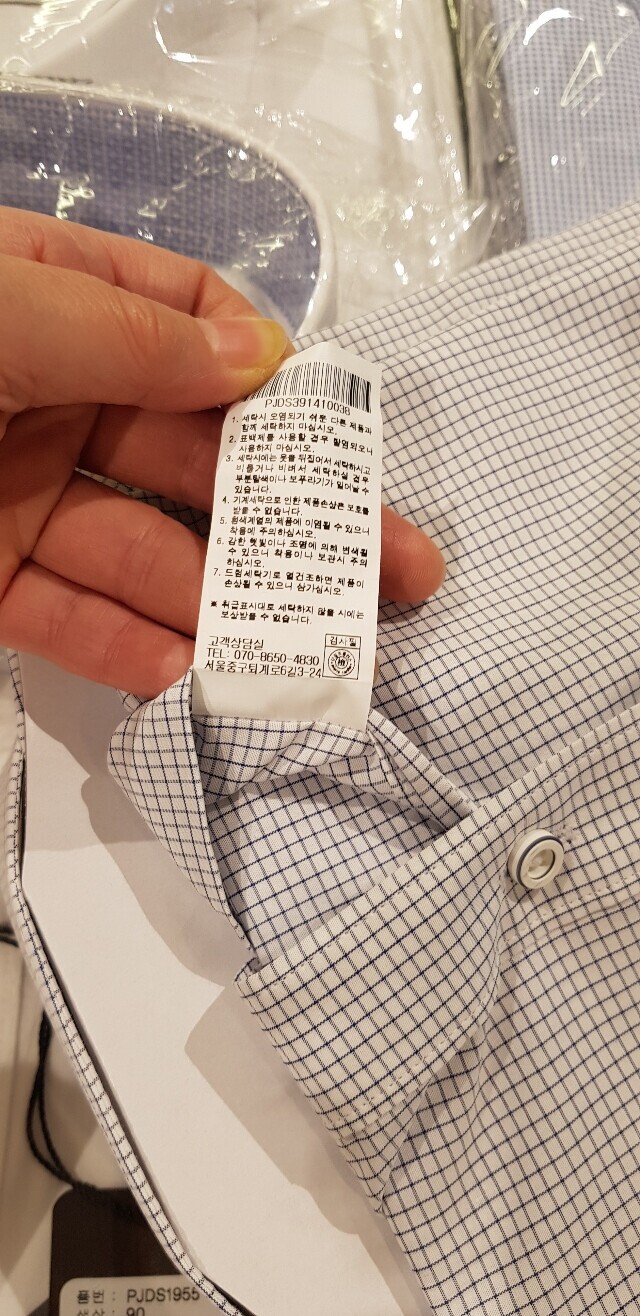 PJDS391410038
1. 세탁시 오염되기 쉬운 다른 제품과
함께 세탁하지 마십시오.
2. 표백제를 사용할 경우 황변되오니
사용하지 마십시오.
3. 세탁시에는 옷을 뒤집어서 세탁하시고
비틀거나 비벼서 세탁하실 경우
부분탈색이나 보푸라기가 일어날 수
있습니다.
4. 기계세탁으로 인한 제품손상은 보호를
받을 수 없습니다.
5. 흰색계열의 제품에 이염될 수 있으니
착용에 주의하십시오.
6. 강한 햇빛이나 조명에 의해 변색될
수 있으니 착용이나 보관시 주의
하십시오.
7. 드럼세탁기로 열건조하면 제품이
손상될 수 있으니 삼가십시오.
※ 취급표시대로 세탁하지 않을 시에는
보상받을 수 없습니다.
고객상담실
검사필
TEL: 070-8650-4830
서울중구퇴계로6길3-24
품번 : PJDS1955
색상 : 90